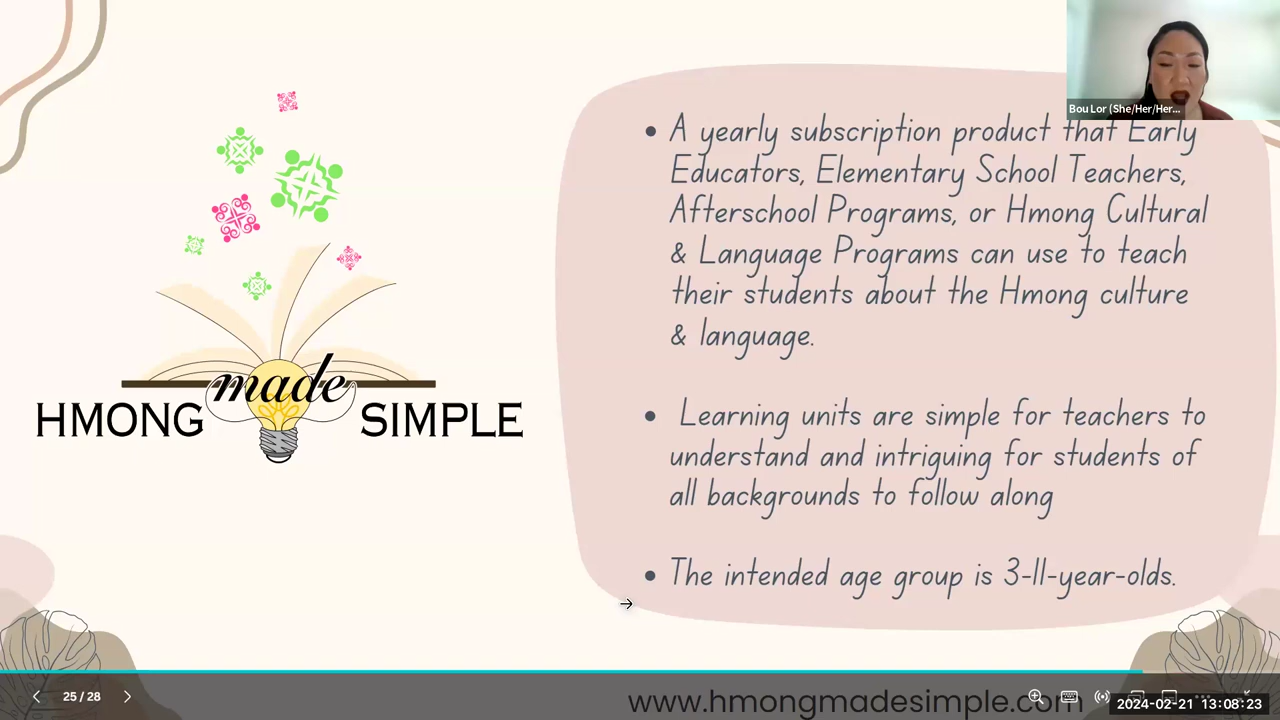 Bou Lor (She/Her/Her...
• A yearly subscription product that Early
Educators, Elementary School Teachers,
Afterschool Programs, or Hmong Cultural
& Language Programs can use to teach
their students about the Hmong culture
& language.
• Learning units are simple for teachers to
understand and intriguing for students of
all backgrounds to follow along
• The intended age group is 3-11-year-olds.
made
HMONG SIMPLE
25 / 28
www.hmongmadesimple.com
2024-02-21 13:08:23